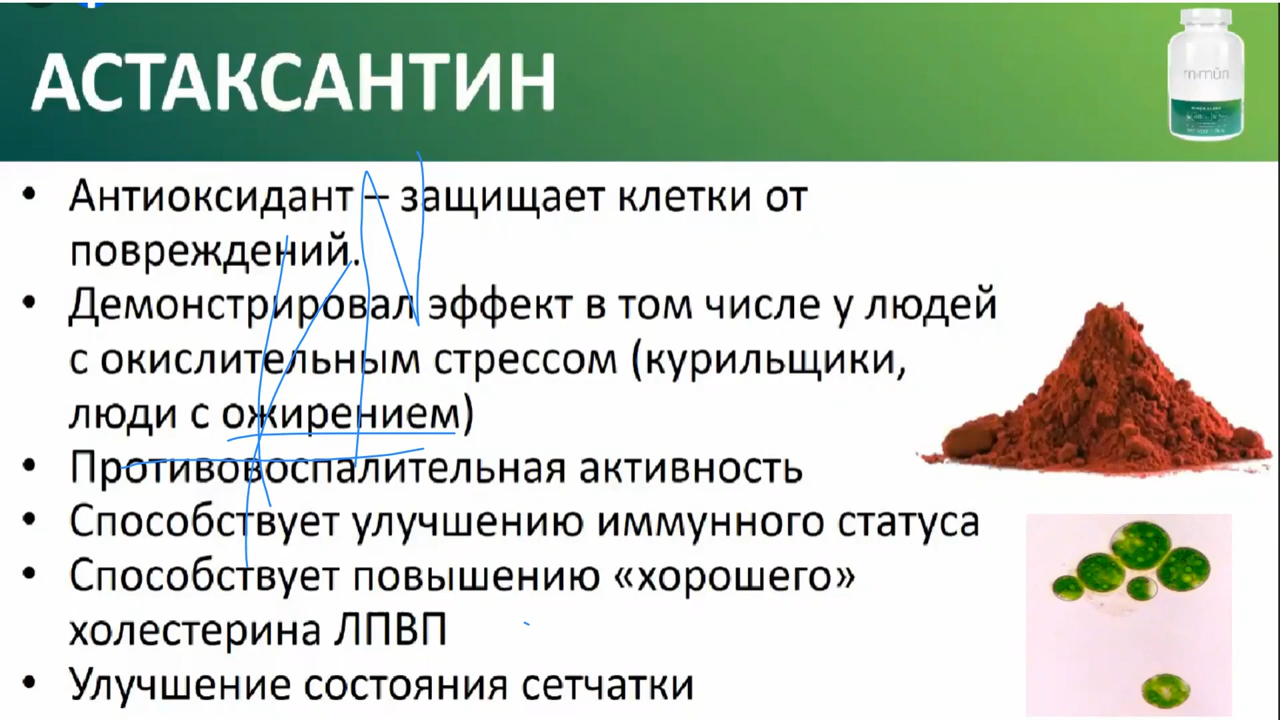 АСТАКСАНТИН
m·mūn
• Антиоксидант – защищает клетки от
повреждений.
• Демонстрировал эффект в том числе у людей
с окислительным стрессом (курильщики,
люди с ожирением)
• Противовоспалительная активность
• Способствует улучшению иммунного статуса
• Способствует повышению «хорошего»
холестерина ЛПВП
• Улучшение состояния сетчатки